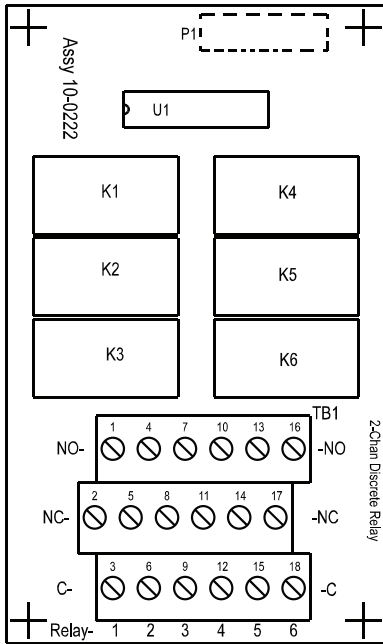 P1
Assy 10-0222
U1
K1 K4
K2 K5
K3 K6
TB1
1 4 7 10 13 16
NO- -NO
2 5 8 11 14 17
NC- -NC
3 6 9 12 15 18
C- -C
Relay- 1 2 3 4 5 6
2-Chan Discrete Relay